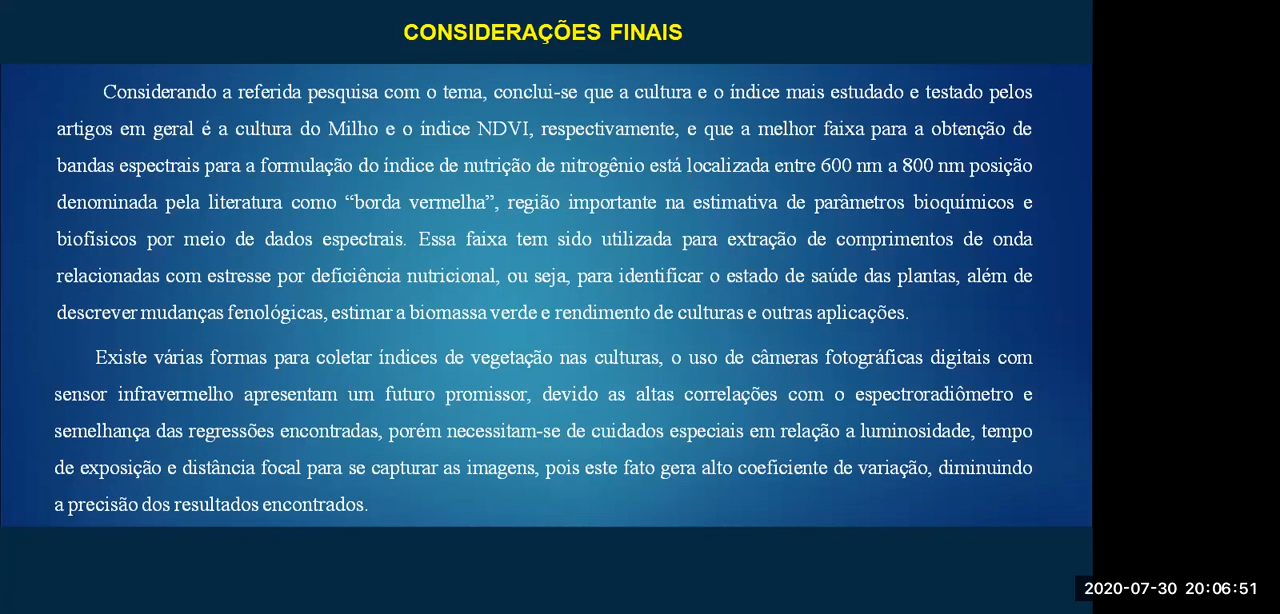 CONSIDERAÇÕES FINAIS
Considerando a referida pesquisa com o tema, conclui-se que a cultura e o índice mais estudado e testado pelos
artigos em geral é a cultura do Milho e o índice NDVI, respectivamente, e que a melhor faixa para a obtenção de
bandas espectrais para a formulação do índice de nutrição de nitrogênio está localizada entre 600 nm a 800 nm posição
denominada pela literatura como “borda vermelha”, região importante na estimativa de parâmetros bioquímicos e
biofísicos por meio de dados espectrais. Essa faixa tem sido utilizada para extração de comprimentos de onda
relacionadas com estresse por deficiência nutricional, ou seja, para identificar o estado de saúde das plantas, além de
descrever mudanças fenológicas, estimar a biomassa verde e rendimento de culturas e outras aplicações.
Existe várias formas para coletar índices de vegetação nas culturas, o uso de câmeras fotográficas digitais com
sensor infravermelho apresentam um futuro promissor, devido as altas correlações com o espectroradiômetro e
semelhança das regressões encontradas, porém necessitam-se de cuidados especiais em relação a luminosidade, tempo
de exposição e distância focal para se capturar as imagens, pois este fato gera alto coeficiente de variação, diminuindo
a precisão dos resultados encontrados.
2020-07-30 20:06:51